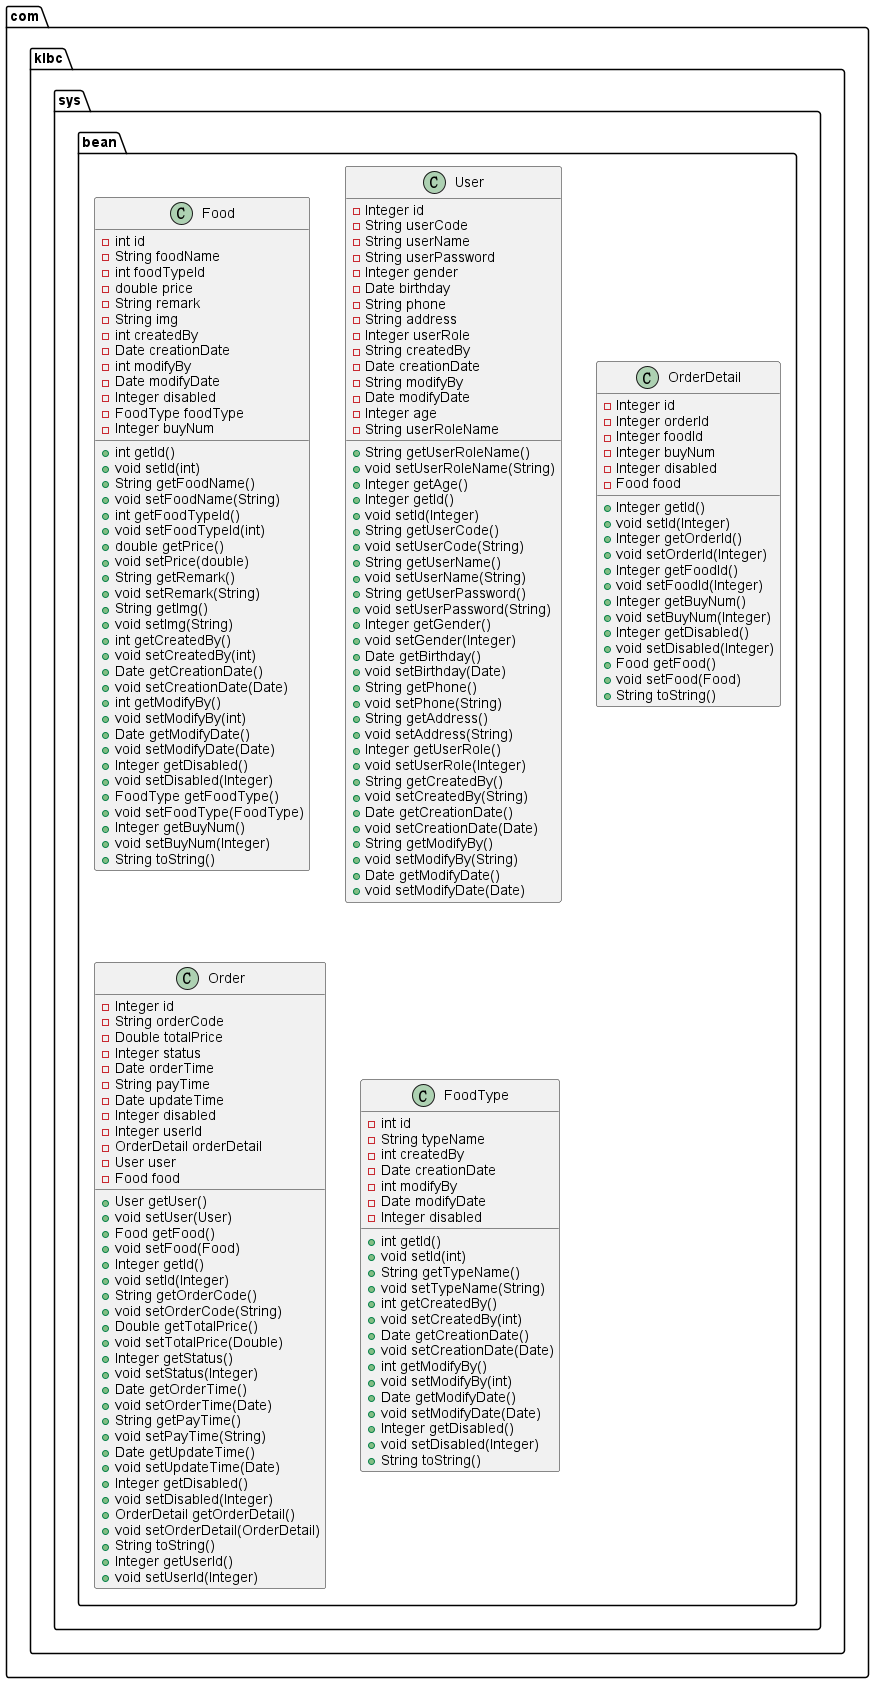 com
klbc
sys
bean
C Food
int id
String foodName
int foodTypeId
double price
String remark
String img
int createdBy
Date creationDate
int modifyBy
Date modifyDate
Integer disabled
FoodType foodType
Integer buyNum
int getId()
void setId(int)
String getFoodName()
void setFoodName(String)
int getFoodTypeId()
void setFoodTypeId(int)
double getPrice()
void setPrice(double)
String getRemark()
void setRemark(String)
String getImg()
void setImg(String)
int getCreatedBy()
void setCreatedBy(int)
Date getCreationDate()
void setCreationDate(Date)
int getModifyBy()
void setModifyBy(int)
Date getModifyDate()
void setModifyDate(Date)
Integer getDisabled()
void setDisabled(Integer)
FoodType getFoodType()
void setFoodType(FoodType)
Integer getBuyNum()
void setBuyNum(Integer)
String toString()
C User
Integer id
String userCode
String userName
String userPassword
Integer gender
Date birthday
String phone
String address
Integer userRole
String createdBy
Date creationDate
String modifyBy
Date modifyDate
Integer age
String userRoleName
String getUserRoleName()
void setUserRoleName(String)
Integer getAge()
Integer getId()
void setId(Integer)
String getUserCode()
void setUserCode(String)
String getUserName()
void setUserName(String)
String getUserPassword()
void setUserPassword(String)
Integer getGender()
void setGender(Integer)
Date getBirthday()
void setBirthday(Date)
String getPhone()
void setPhone(String)
String getAddress()
void setAddress(String)
Integer getUserRole()
void setUserRole(Integer)
String getCreatedBy()
void setCreatedBy(String)
Date getCreationDate()
void setCreationDate(Date)
String getModifyBy()
void setModifyBy(String)
Date getModifyDate()
void setModifyDate(Date)
C OrderDetail
Integer id
Integer orderId
Integer foodId
Integer buyNum
Integer disabled
Food food
Integer getId()
void setId(Integer)
Integer getOrderId()
void setOrderId(Integer)
Integer getFoodId()
void setFoodId(Integer)
Integer getBuyNum()
void setBuyNum(Integer)
Integer getDisabled()
void setDisabled(Integer)
Food getFood()
void setFood(Food)
String toString()
C Order
Integer id
String orderCode
Double totalPrice
Integer status
Date orderTime
String payTime
Date updateTime
Integer disabled
Integer userId
OrderDetail orderDetail
User user
Food food
User getUser()
void setUser(User)
Food getFood()
void setFood(Food)
Integer getId()
void setId(Integer)
String getOrderCode()
void setOrderCode(String)
Double getTotalPrice()
void setTotalPrice(Double)
Integer getStatus()
void setStatus(Integer)
Date getOrderTime()
void setOrderTime(Date)
String getPayTime()
void setPayTime(String)
Date getUpdateTime()
void setUpdateTime(Date)
Integer getDisabled()
void setDisabled(Integer)
OrderDetail getOrderDetail()
void setOrderDetail(OrderDetail)
String toString()
Integer getUserId()
void setUserId(Integer)
C FoodType
int id
String typeName
int createdBy
Date creationDate
int modifyBy
Date modifyDate
Integer disabled
int getId()
void setId(int)
String getTypeName()
void setTypeName(String)
int getCreatedBy()
void setCreatedBy(int)
Date getCreationDate()
void setCreationDate(Date)
int getModifyBy()
void setModifyBy(int)
Date getModifyDate()
void setModifyDate(Date)
Integer getDisabled()
void setDisabled(Integer)
String toString()